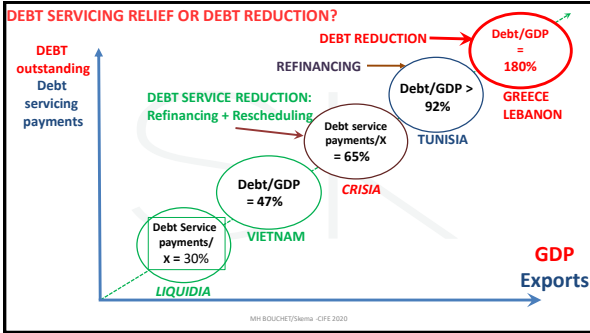 DEBT SERVICING RELIEF OR DEBT REDUCTION?
DEBT
outstanding
Debt
servicing
payments
DEBT REDUCTION
Debt/GDP
=
180%
GREECE
LEBANON
REFINANCING
Debt/GDP >
92%
TUNISIA
DEBT SERVICE REDUCTION:
Refinancing + Rescheduling
Debt service
payments/X
= 65%
CRISIA
Debt/GDP
= 47%
VIETNAM
Debt Service
payments/
X = 30%
LIQUIDIA
GDP
Exports
MH BOUCHET/Skema -CIFE 2020
SK